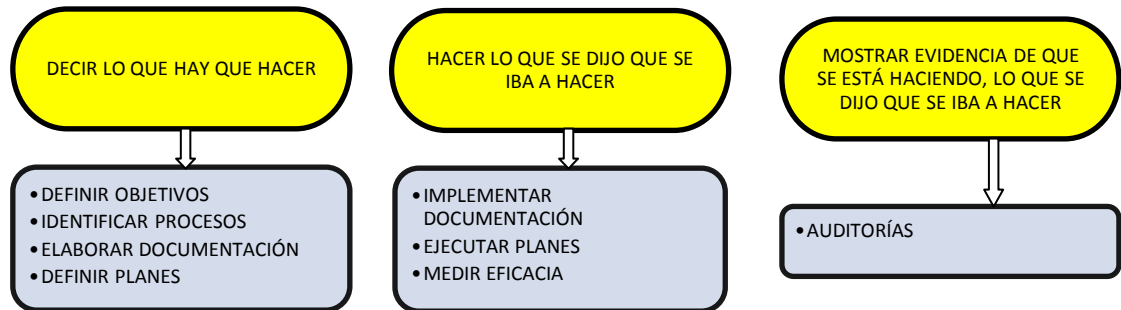 DECIR LO QUE HAY QUE HACER
• DEFINIR OBJETIVOS
• IDENTIFICAR PROCESOS
• ELABORAR DOCUMENTACIÓN
• DEFINIR PLANES
HACER LO QUE SE DIJO QUE SE
IBA A HACER
• IMPLEMENTAR
DOCUMENTACIÓN
• EJECUTAR PLANES
• MEDIR EFICACIA
MOSTRAR EVIDENCIA DE QUE
SE ESTÁ HACIENDO, LO QUE SE
DIJO QUE SE IBA A HACER
• AUDITORÍAS